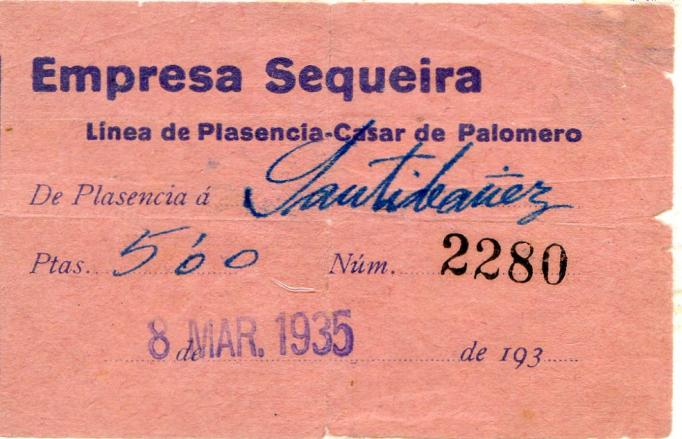 Empresa Sequeira
Línea de Plasencia-Casar de Palomero
De Plasencia á Santibañez
Ptas. 5'00 Núm. 2280
8 MAR. 1935 de de 193